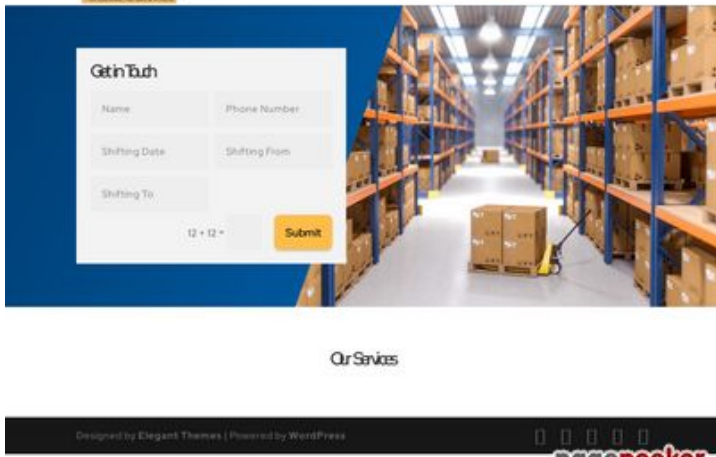 Get in Touch
Name
Phone Number
Shifting Date
Shifting From
Shifting To
12 + 12 =
Submit
Our Services
Designed by Elegant Themes | Powered by WordPress